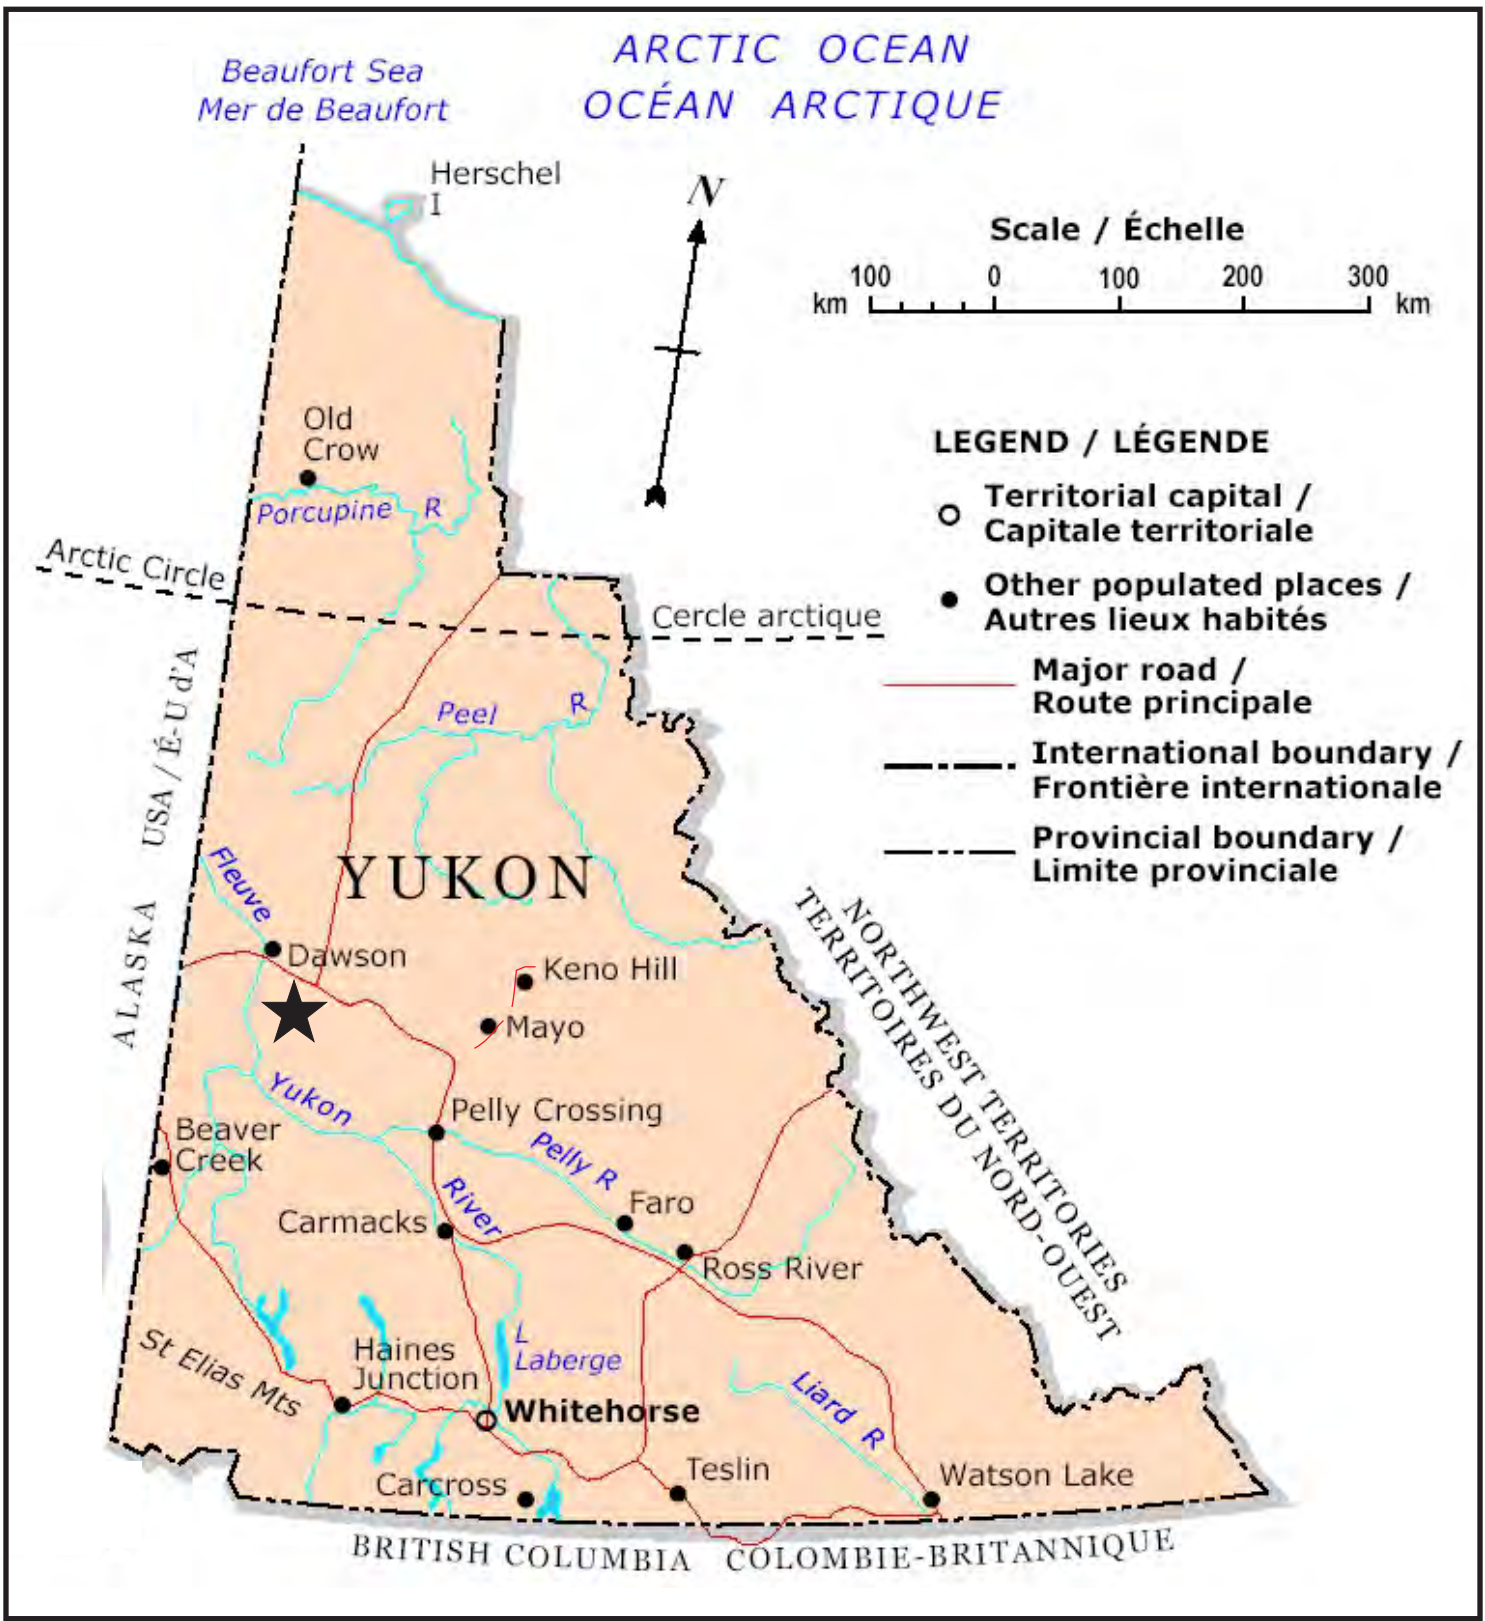 Beaufort Sea
Mer de Beaufort
ARCTIC OCEAN
OCÉAN ARCTIQUE
Herschel
I
N
Scale / Échelle
100 0 100 200 300
km km
Old
Crow
Porcupine R
LEGEND / LÉGENDE
Territorial capital /
Capitale territoriale
Other populated places /
Autres lieux habités
Major road /
Route principale
International boundary /
Frontière internationale
Provincial boundary /
Limite provinciale
Arctic Circle
Cercle arctique
ALASKA USA / É-U d'A
Peel R
YUKON
Fleuve
Dawson
Keno Hill
Mayo
NORTHWEST TERRITORIES
TERRITOIRES DU NORD-OUEST
Yukon
Pelly Crossing
Beaver
Creek
Pelly R
River
Faro
Carmacks
Ross River
St Elias Mts
Haines
Junction
L
Laberge
Whitehorse
Liard R
Carcross
Teslin
Watson Lake
BRITISH COLUMBIA COLOMBIE-BRITANNIQUE